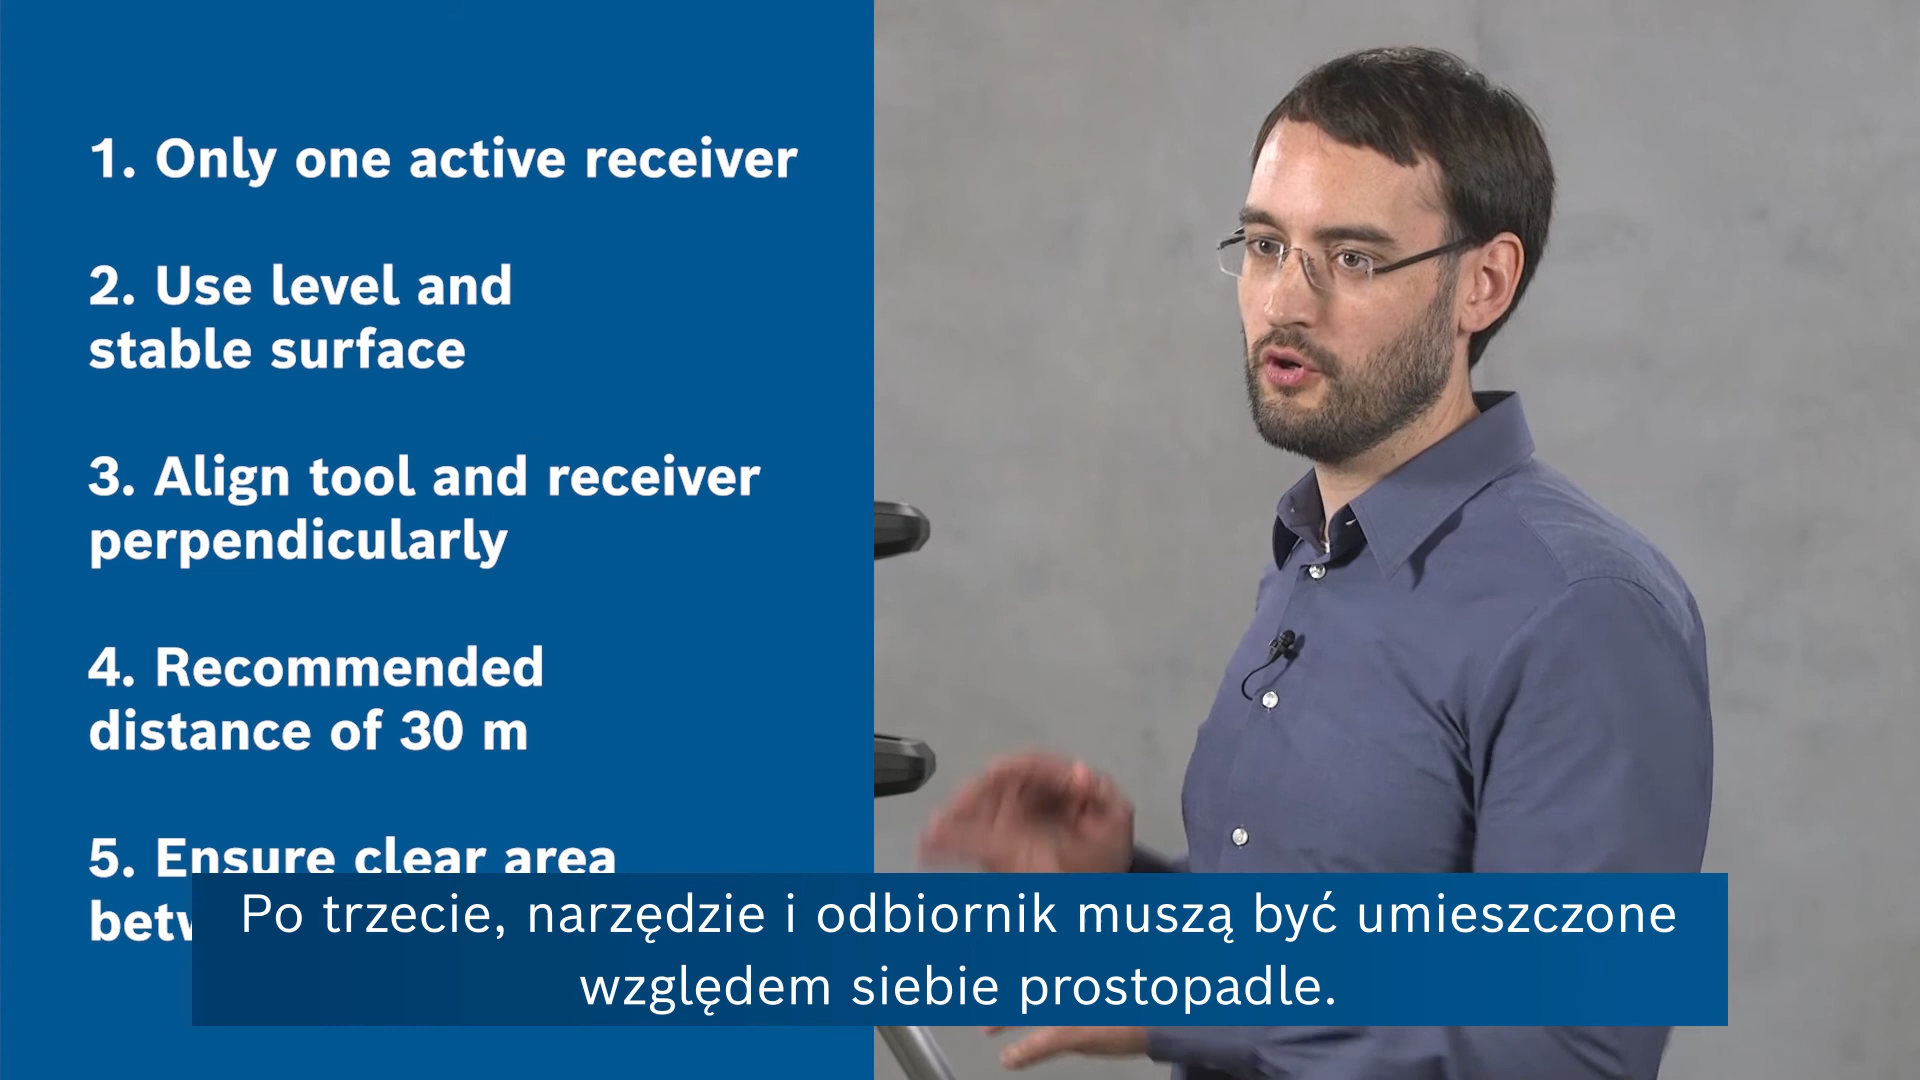 1. Only one active receiver
2. Use level and
stable surface
3. Align tool and receiver
perpendicularly
4. Recommended
distance of 30 m
5. Ensure clear area
Po trzecie, narzędzie i odbiornik muszą być umieszczone
względem siebie prostopadle.